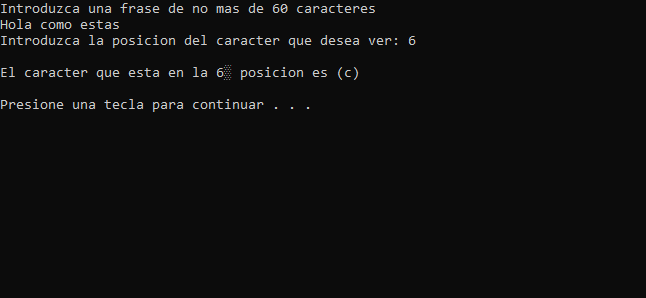 Introduzca una frase de no mas de 60 caracteres
Hola como estas
Introduzca la posicion del caracter que desea ver: 6
El caracter que esta en la 6░ posicion es (c)
Presione una tecla para continuar . . .